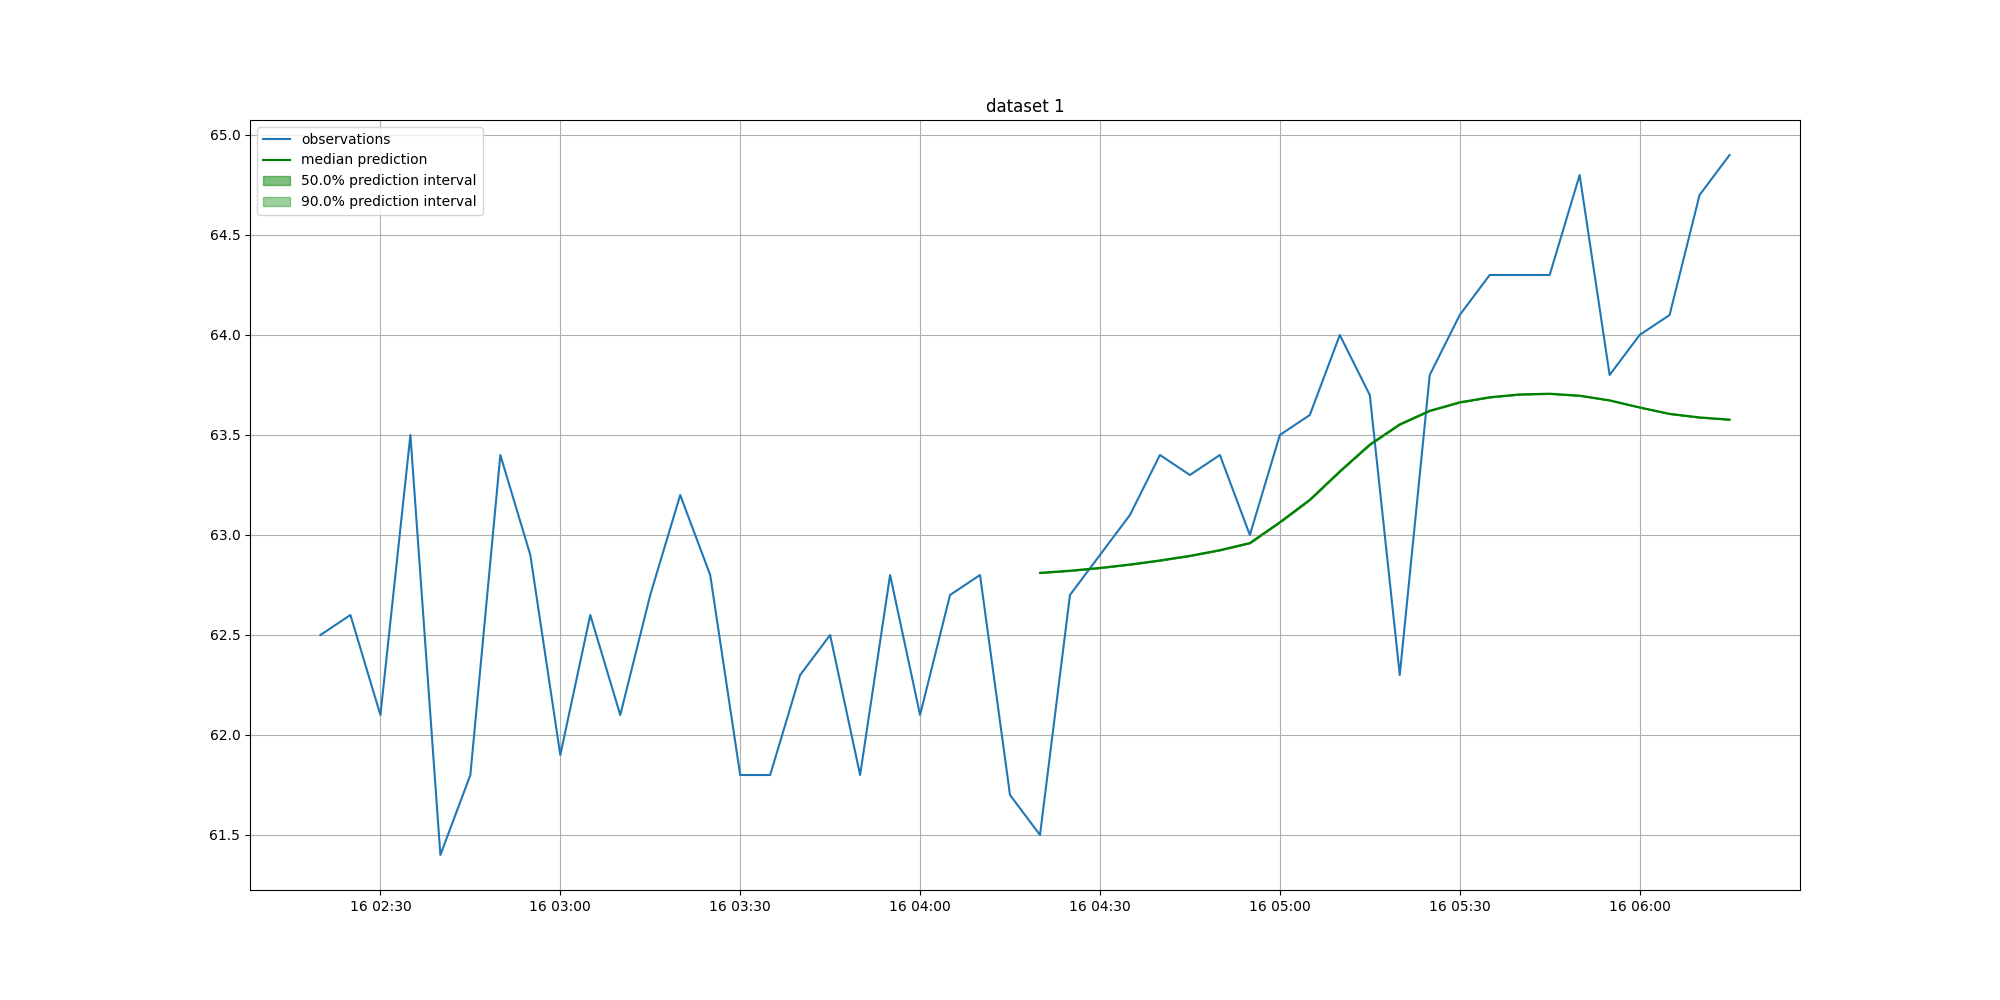 dataset 1
observations
median prediction
50.0% prediction interval
90.0% prediction interval
65.0
64.5
64.0
63.5
63.0
62.5
62.0
61.5
16 02:30 16 03:00 16 03:30 16 04:00 16 04:30 16 05:00 16 05:30 16 06:00